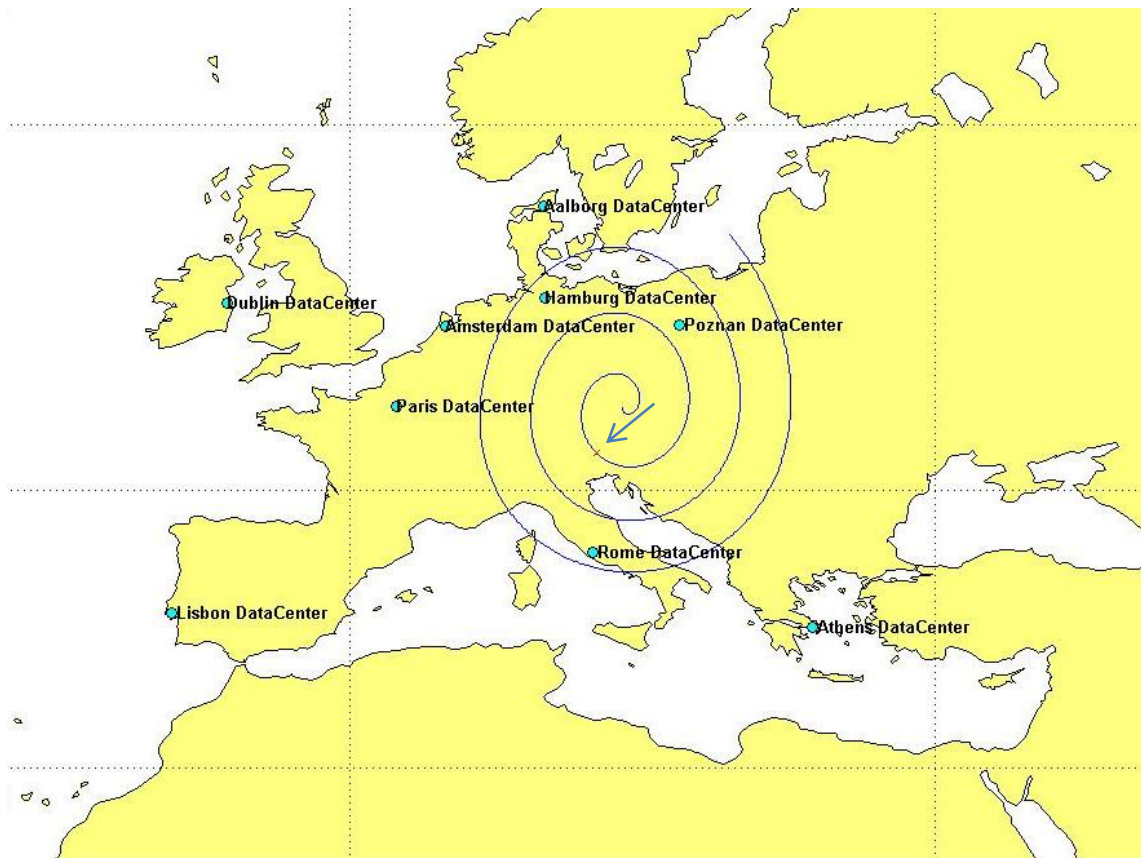 Aalborg DataCenter
Hamburg DataCenter
Dublin DataCenter
Amsterdam DataCenter
Poznan DataCenter
Paris DataCenter
Rome DataCenter
Lisbon DataCenter
Athens DataCenter